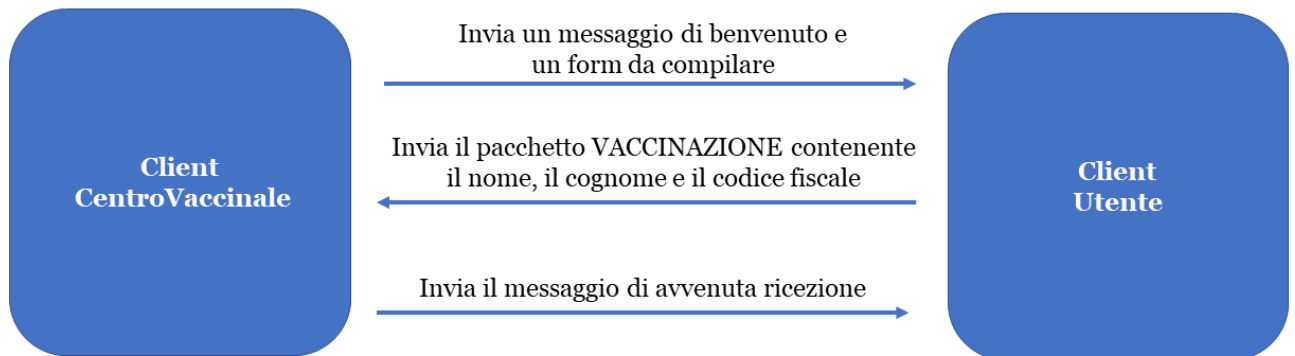 Client
CentroVaccinale
Invia un messaggio di benvenuto e
un form da compilare
Invia il pacchetto VACCINAZIONE contenente
il nome, il cognome e il codice fiscale
Invia il messaggio di avvenuta ricezione
Client
Utente